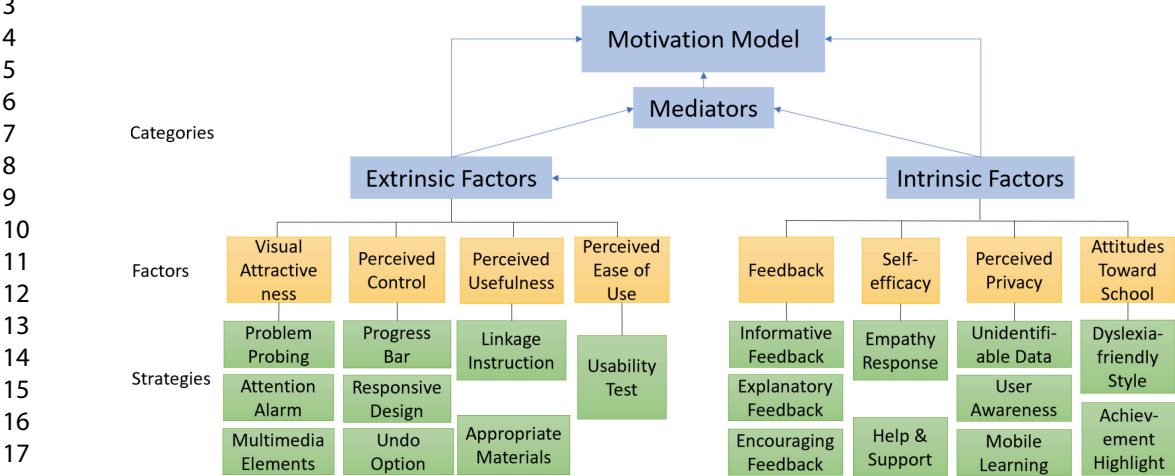 3
4
5
6
7
8
9
10
11
12
13
14
15
16
17
Motivation Model
Mediators
Categories
Extrinsic Factors
Intrinsic Factors
Factors
Visual
Attractive
ness
Perceived
Control
Perceived
Usefulness
Perceived
Ease of
Use
Feedback
Self-
efficacy
Perceived
Privacy
Attitudes
Toward
School
Strategies
Problem
Probing
Progress
Bar
Linkage
Instruction
Usability
Test
Informative
Feedback
Empathy
Response
Unidentifi-
able Data
Dyslexia-
friendly
Style
Attention
Alarm
Responsive
Design
Explanatory
Feedback
User
Awareness
Multimedia
Elements
Undo
Option
Appropriate
Materials
Encouraging
Feedback
Help &
Support
Mobile
Learning
Achiev-
ement
Highlight